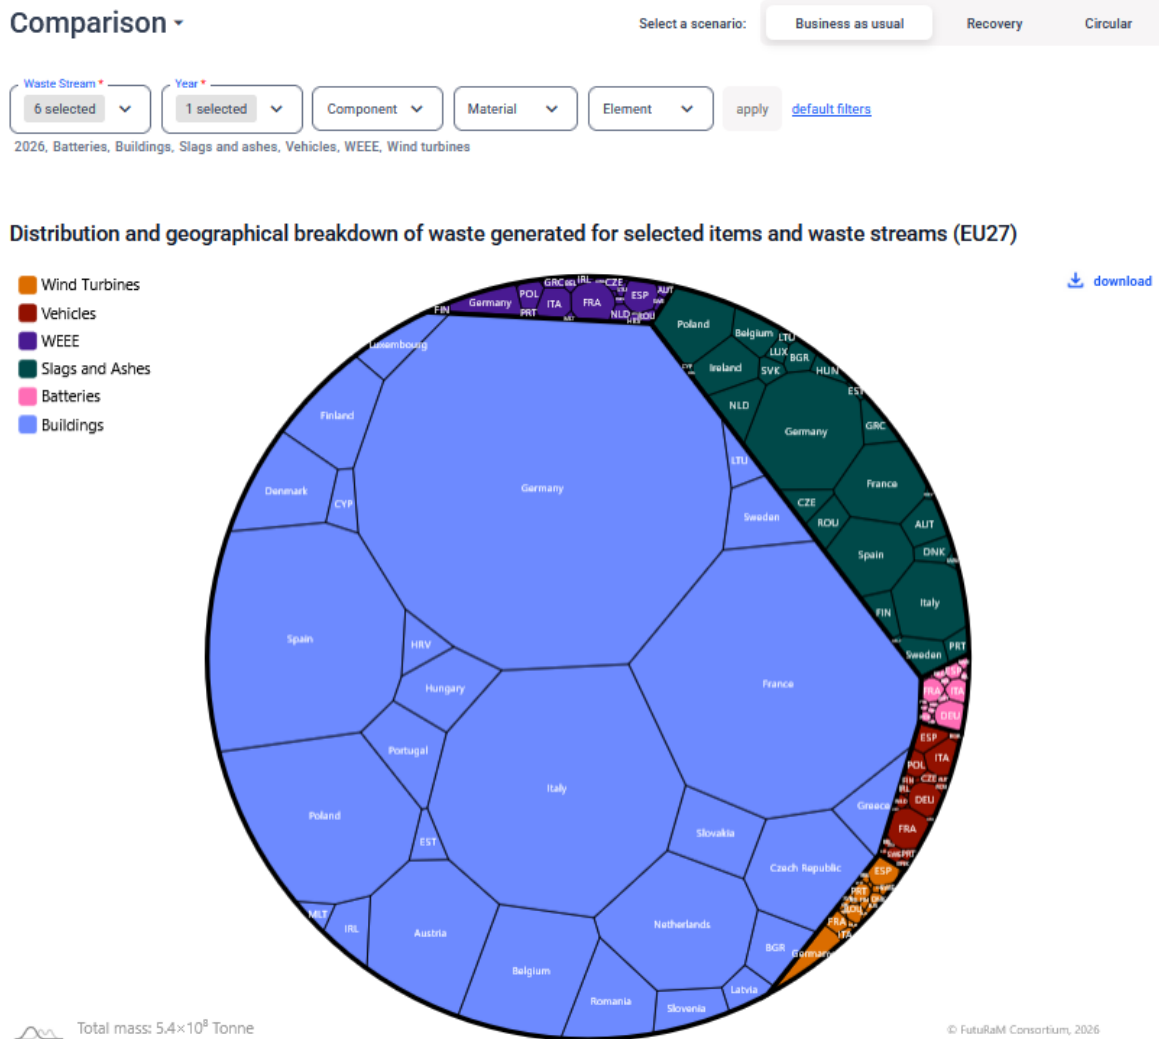 Comparison
Select a scenario:
Business as usual
Recovery
Circular
Waste Stream *
6 selected
Year *
1 selected
Component
Material
Element
apply
default filters
2026, Batteries, Buildings, Slags and ashes, Vehicles, WEEE, Wind turbines
Distribution and geographical breakdown of waste generated for selected items and waste streams (EU27)
download
Wind Turbines
Vehicles
WEEE
Slags and Ashes
Batteries
Buildings
FIN
Germany
POL
PRT
GRC
ITA
IRL
FRA
CZE
ESP
NLD
ROU
AUT
Poland
Belgium
LTU
LUX
BGR
Ireland
SVK
HUN
EST
NLD
Germany
GRC
France
CZE
ROU
AUT
Spain
DNK
Italy
FIN
Sweden
PRT
Luxembourg
Finland
Denmark
CYP
Germany
LTU
Sweden
Spain
HRV
Hungary
France
Portugal
Italy
Poland
EST
Slovakia
Greece
Czech Republic
MLT
IRL
Austria
Belgium
Netherlands
BGR
Romania
Slovenia
Latvia
ESP
FRA
ITA
DEU
ESP
POL
ITA
CZE
DEU
FRA
ESP
PRT
ROU
FRA
ITA
Germany
Total mass: 5.4×10⁸ Tonne
© FutuRaM Consortium, 2026